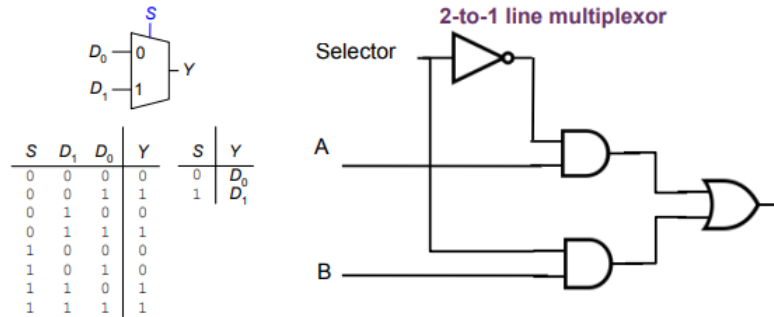 S
2-to-1 line multiplexor
D0 0
Y
D1 1
Selector
A
B
S D1 D0 Y
0 0 0 0
0 0 1 1
0 1 0 0
0 1 1 1
1 0 0 0
1 0 1 0
1 1 0 1
1 1 1 1
S Y
0 D0
1 D1